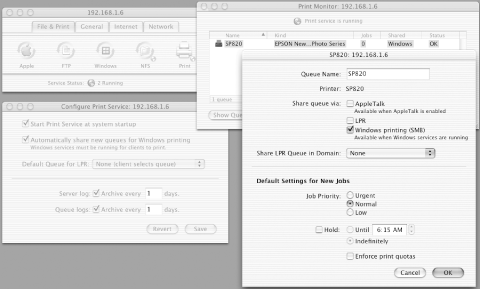 192.168.1.6
File & Print
General
Internet
Network
Apple
FTP
Windows
NFS
Print
Service Status:
2 Running
Print Monitor: 192.168.1.6
Print service is running
Name
Kind
Jobs
Shared
Status
SP820
EPSON New...Photo Series
0
Windows
OK
1 queue
Show Queue
Configure Print Service: 192.168.1.6
Start Print Service at system startup
Automatically share new queues for Windows printing
Windows services must be running for clients to print.
Default Queue for LPR:
None (client selects queue)
Server log:
Archive every
1
days.
Queue logs:
Archive every
1
days.
Revert
Save
SP820: 192.168.1.6
Queue Name:
SP820
Printer:
SP820
Share queue via:
AppleTalk
Available when AppleTalk is enabled
LPR
Windows printing (SMB)
Available when Windows services are running
Share LPR Queue in Domain:
None
Default Settings for New Jobs
Job Priority:
Urgent
Normal
Low
Hold:
Until
6:15 AM
Indefinitely
Enforce print quotas
Cancel
OK